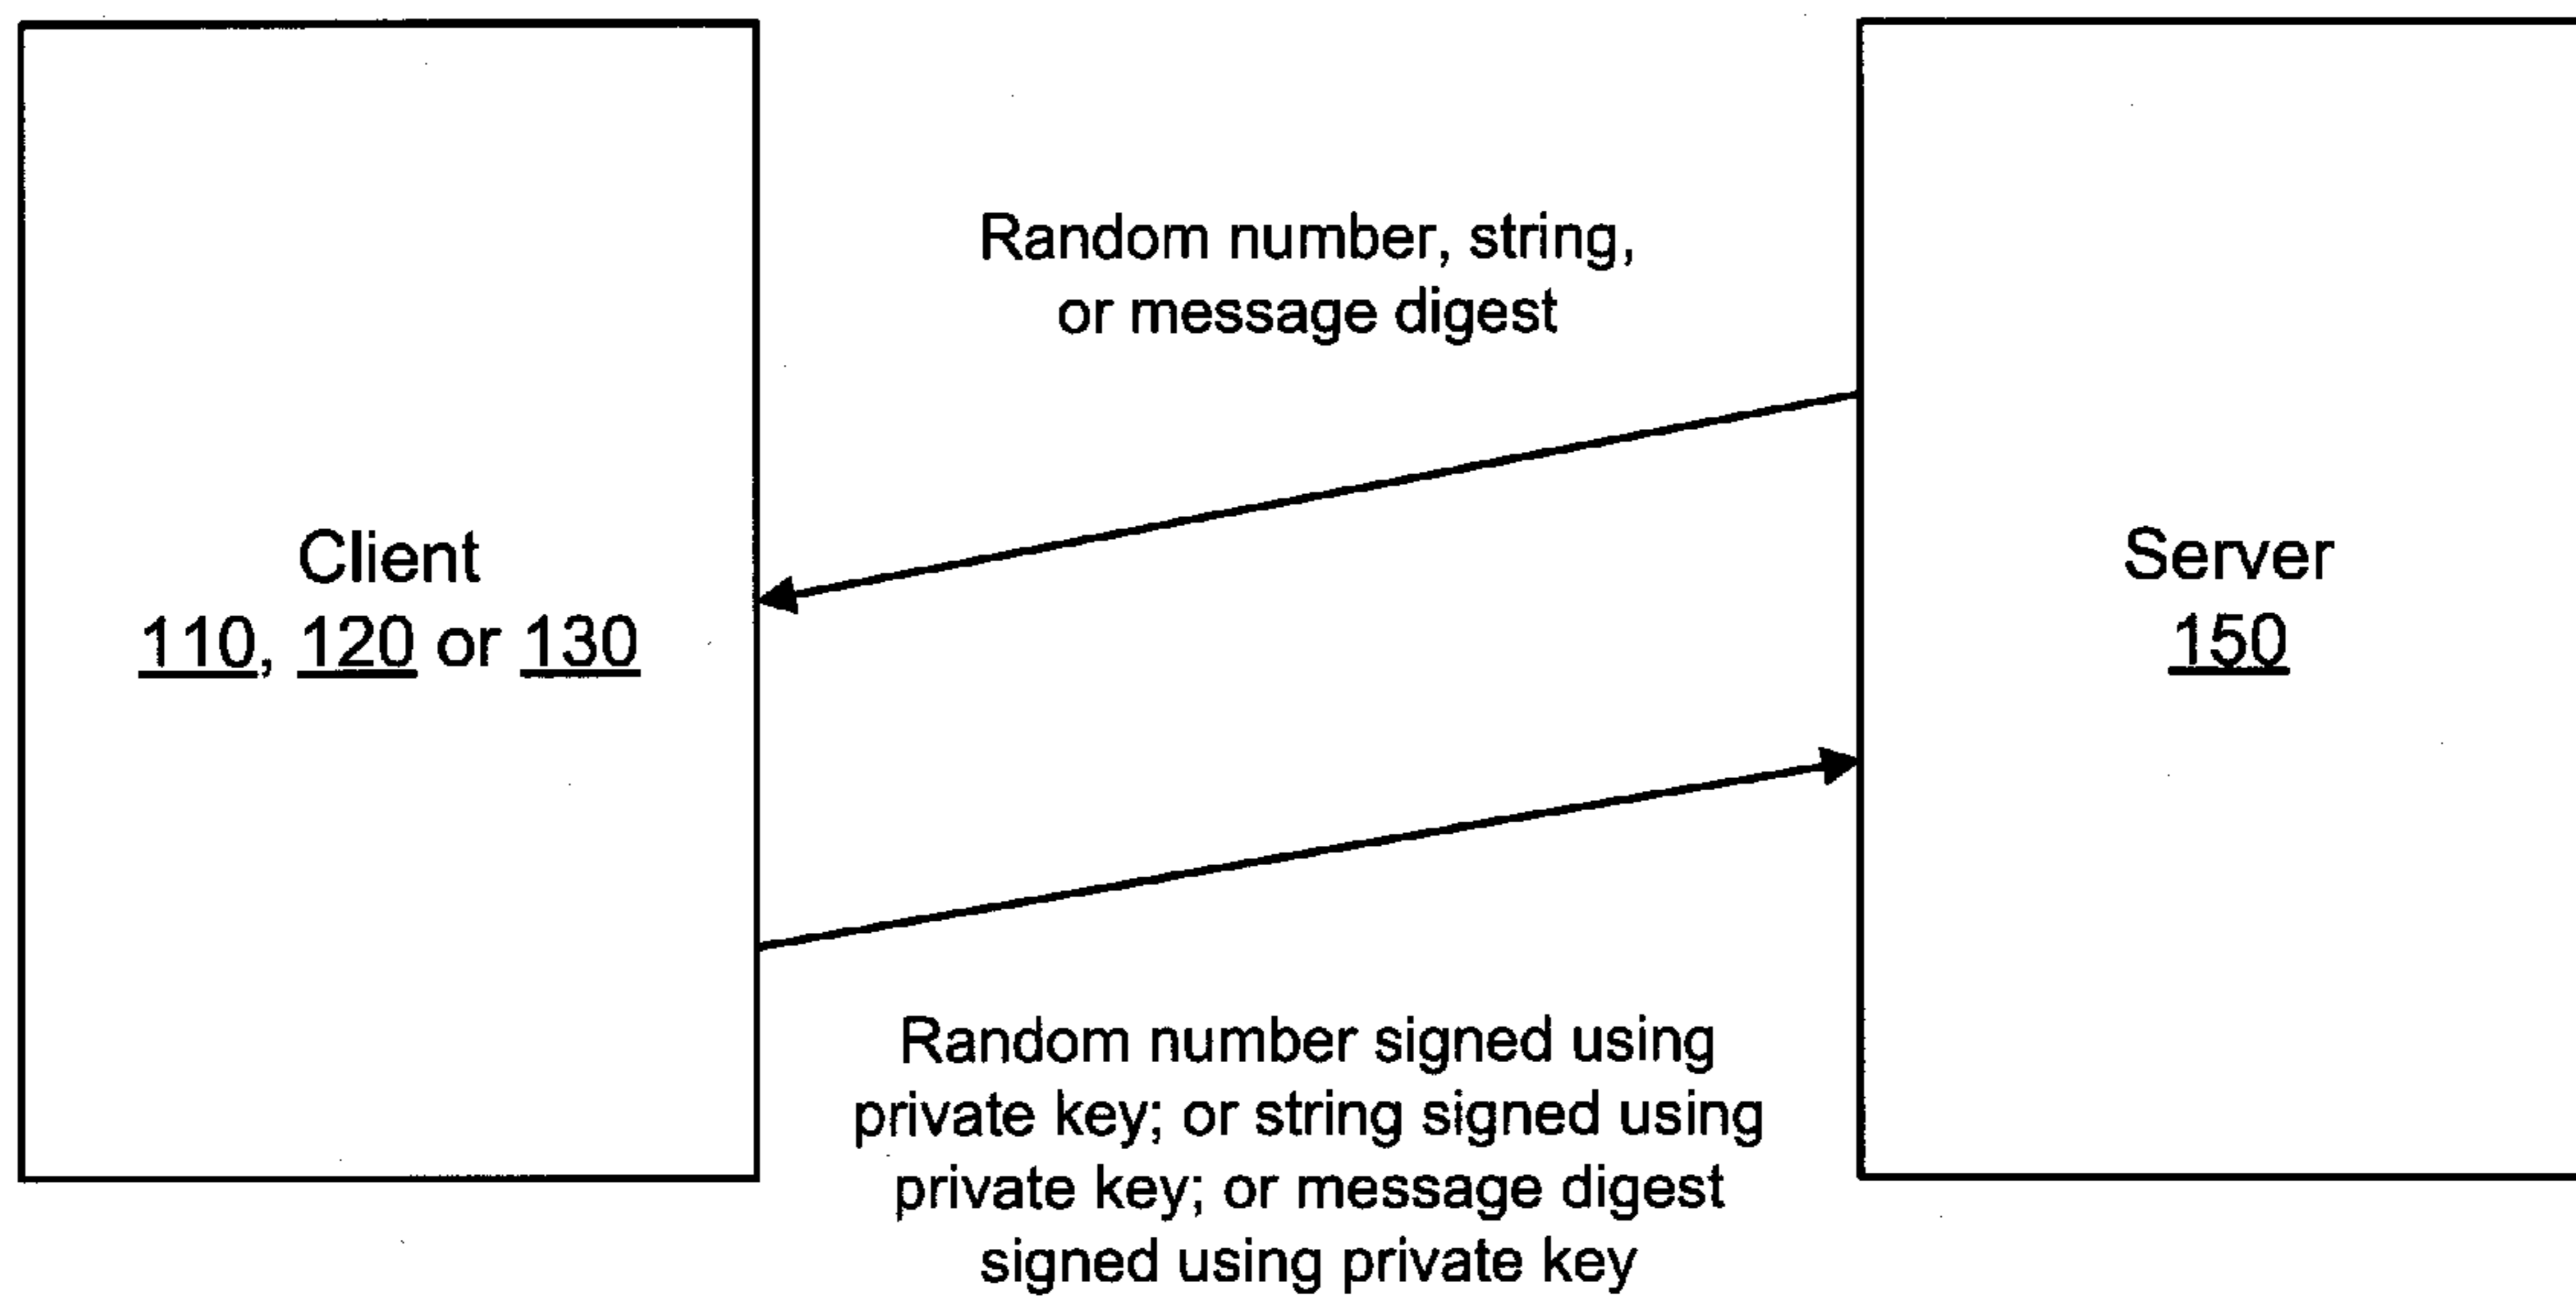 Random number, string,
or message digest
Client
110, 120 or 130
Server
150
Random number signed using
private key; or string signed using
private key; or message digest
signed using private key